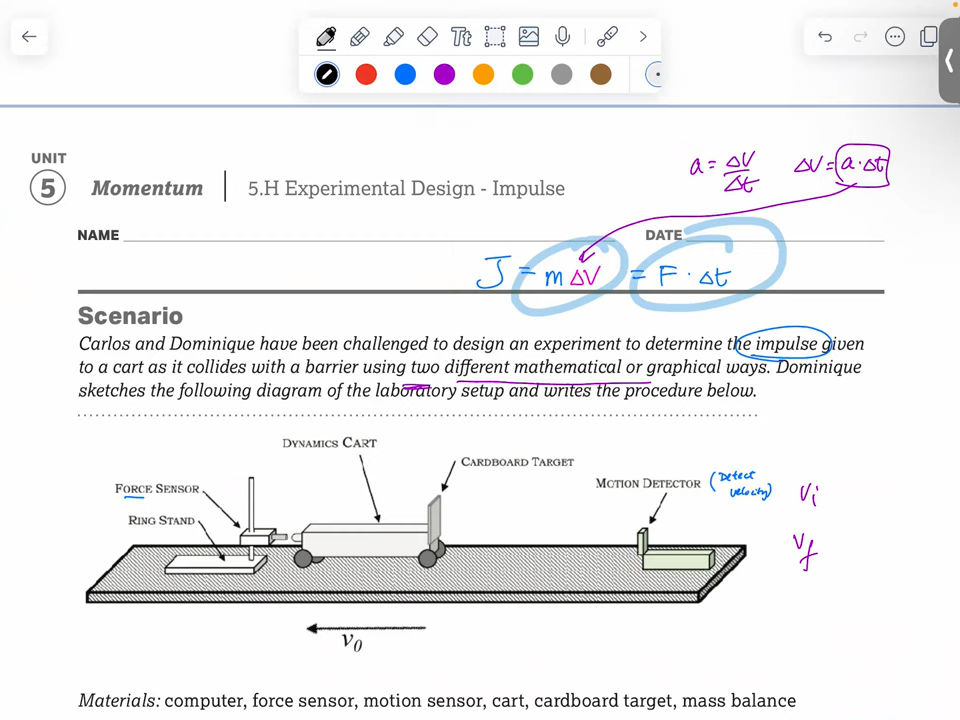 Tt
UNIT
5 Momentum 5.H Experimental Design - Impulse
a = ΔV/Δt ΔV = a·Δt
NAME DATE
J = mΔV = F·Δt
Scenario
Carlos and Dominique have been challenged to design an experiment to determine the impulse given
to a cart as it collides with a barrier using two different mathematical or graphical ways. Dominique
sketches the following diagram of the laboratory setup and writes the procedure below.
DYNAMICS CART
CARDBOARD TARGET
FORCE SENSOR
MOTION DETECTOR (Detect velocity)
RING STAND
Vi
Vf
v0
Materials: computer, force sensor, motion sensor, cart, cardboard target, mass balance